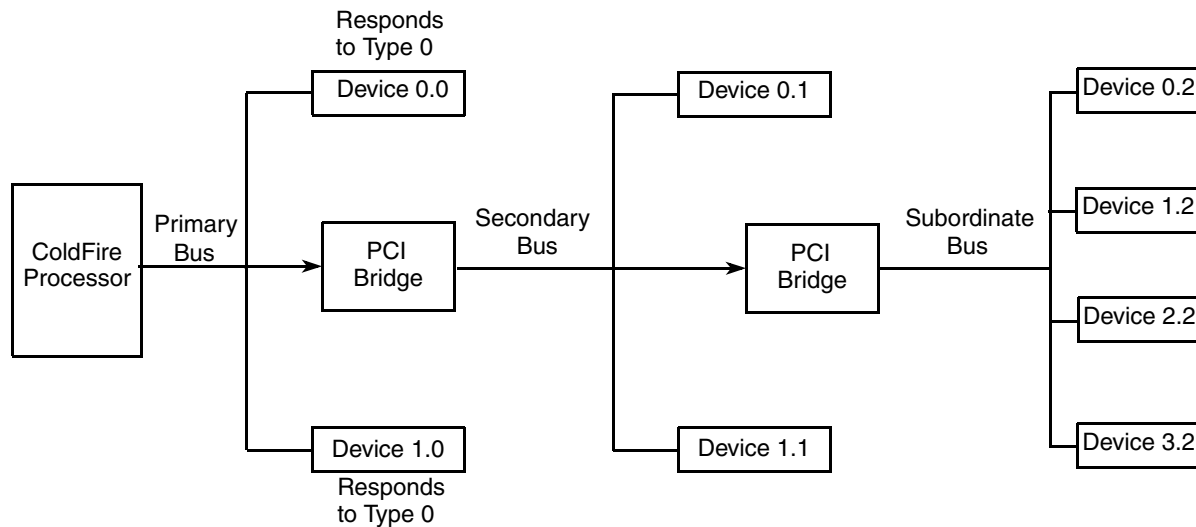 Responds
to Type 0
Device 0.0
Device 0.1
Device 0.2
ColdFire
Processor
Primary
Bus
PCI
Bridge
Secondary
Bus
PCI
Bridge
Subordinate
Bus
Device 1.2
Device 2.2
Device 1.0
Device 1.1
Device 3.2
Responds
to Type 0